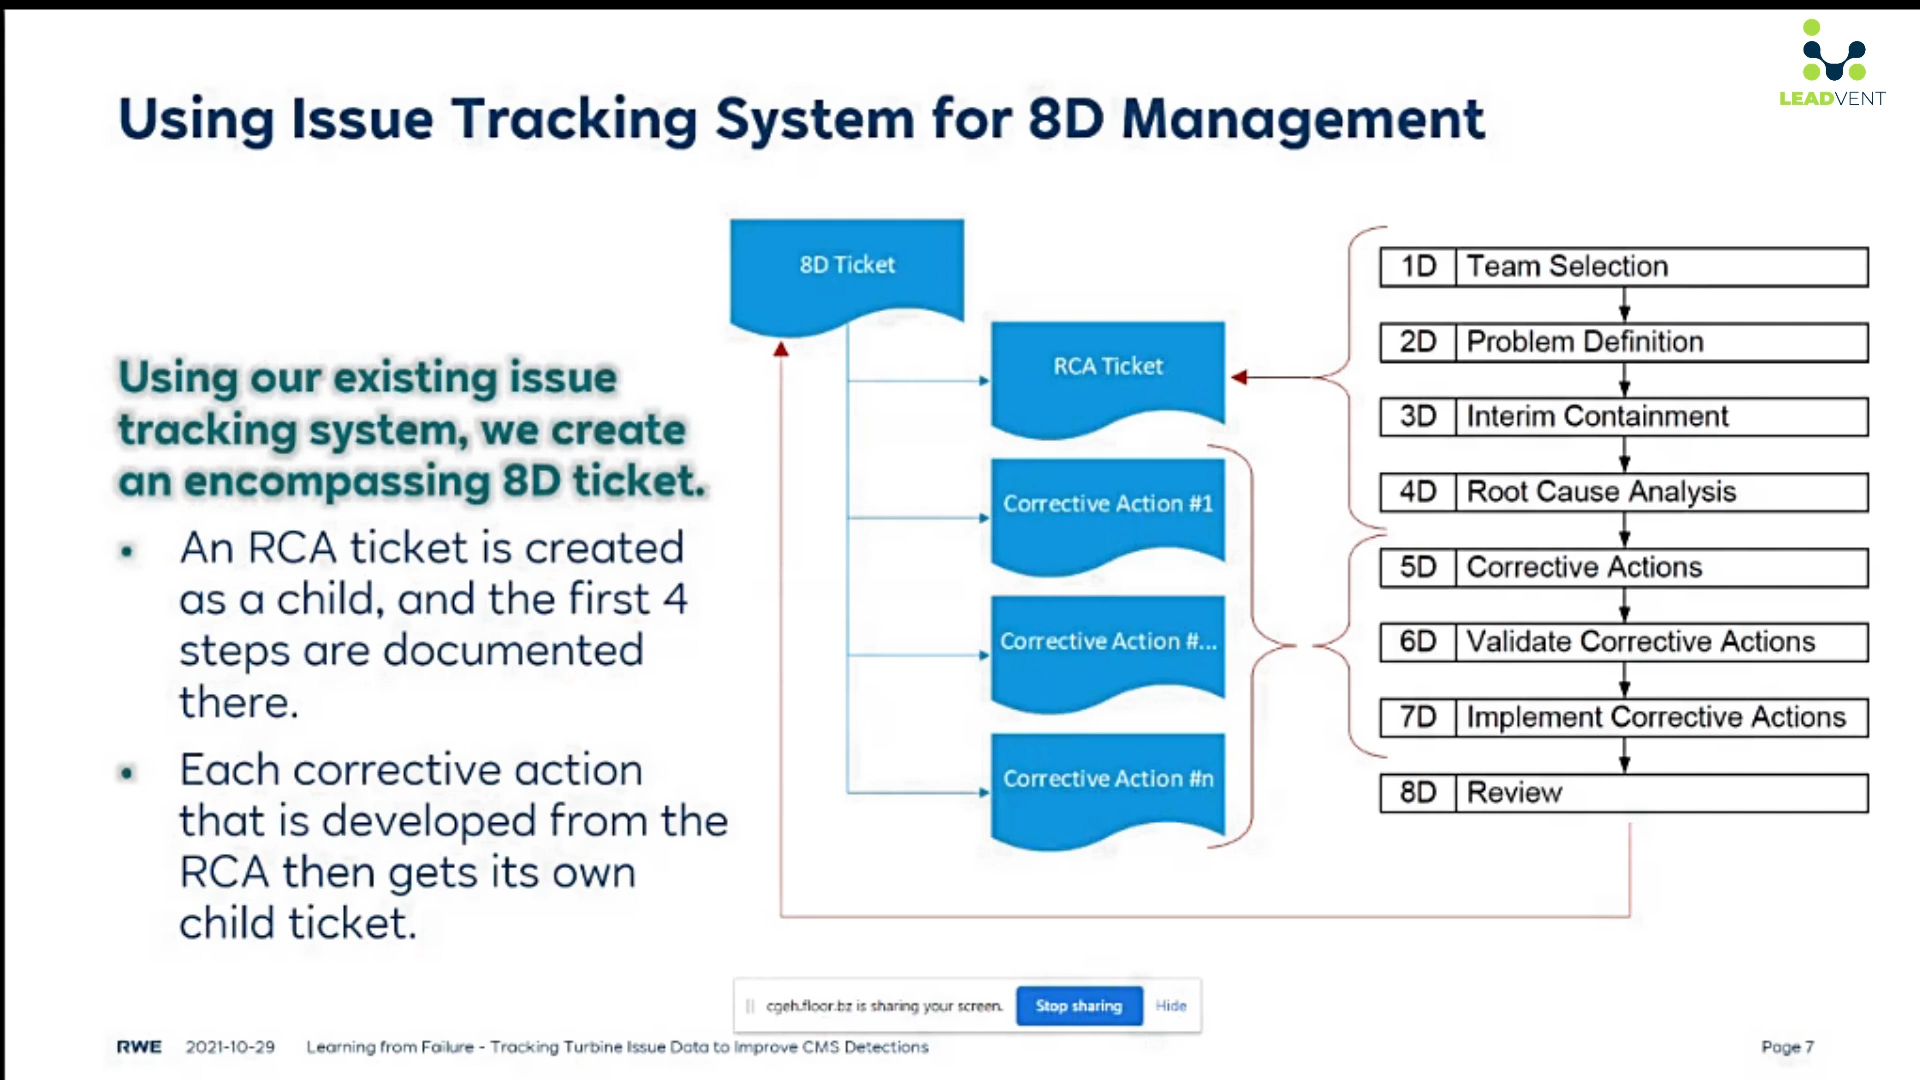 LEADVENT
Using Issue Tracking System for 8D Management
Using our existing issue
tracking system, we create
an encompassing 8D ticket.
▪ An RCA ticket is created
as a child, and the first 4
steps are documented
there.
▪ Each corrective action
that is developed from the
RCA then gets its own
child ticket.
8D Ticket
RCA Ticket
Corrective Action #1
Corrective Action #...
Corrective Action #n
1D Team Selection
2D Problem Definition
3D Interim Containment
4D Root Cause Analysis
5D Corrective Actions
6D Validate Corrective Actions
7D Implement Corrective Actions
8D Review
cgeh.floor.bz is sharing your screen. Stop sharing Hide
RWE 2021-10-29 Learning from Failure - Tracking Turbine Issue Data to Improve CMS Detections Page 7